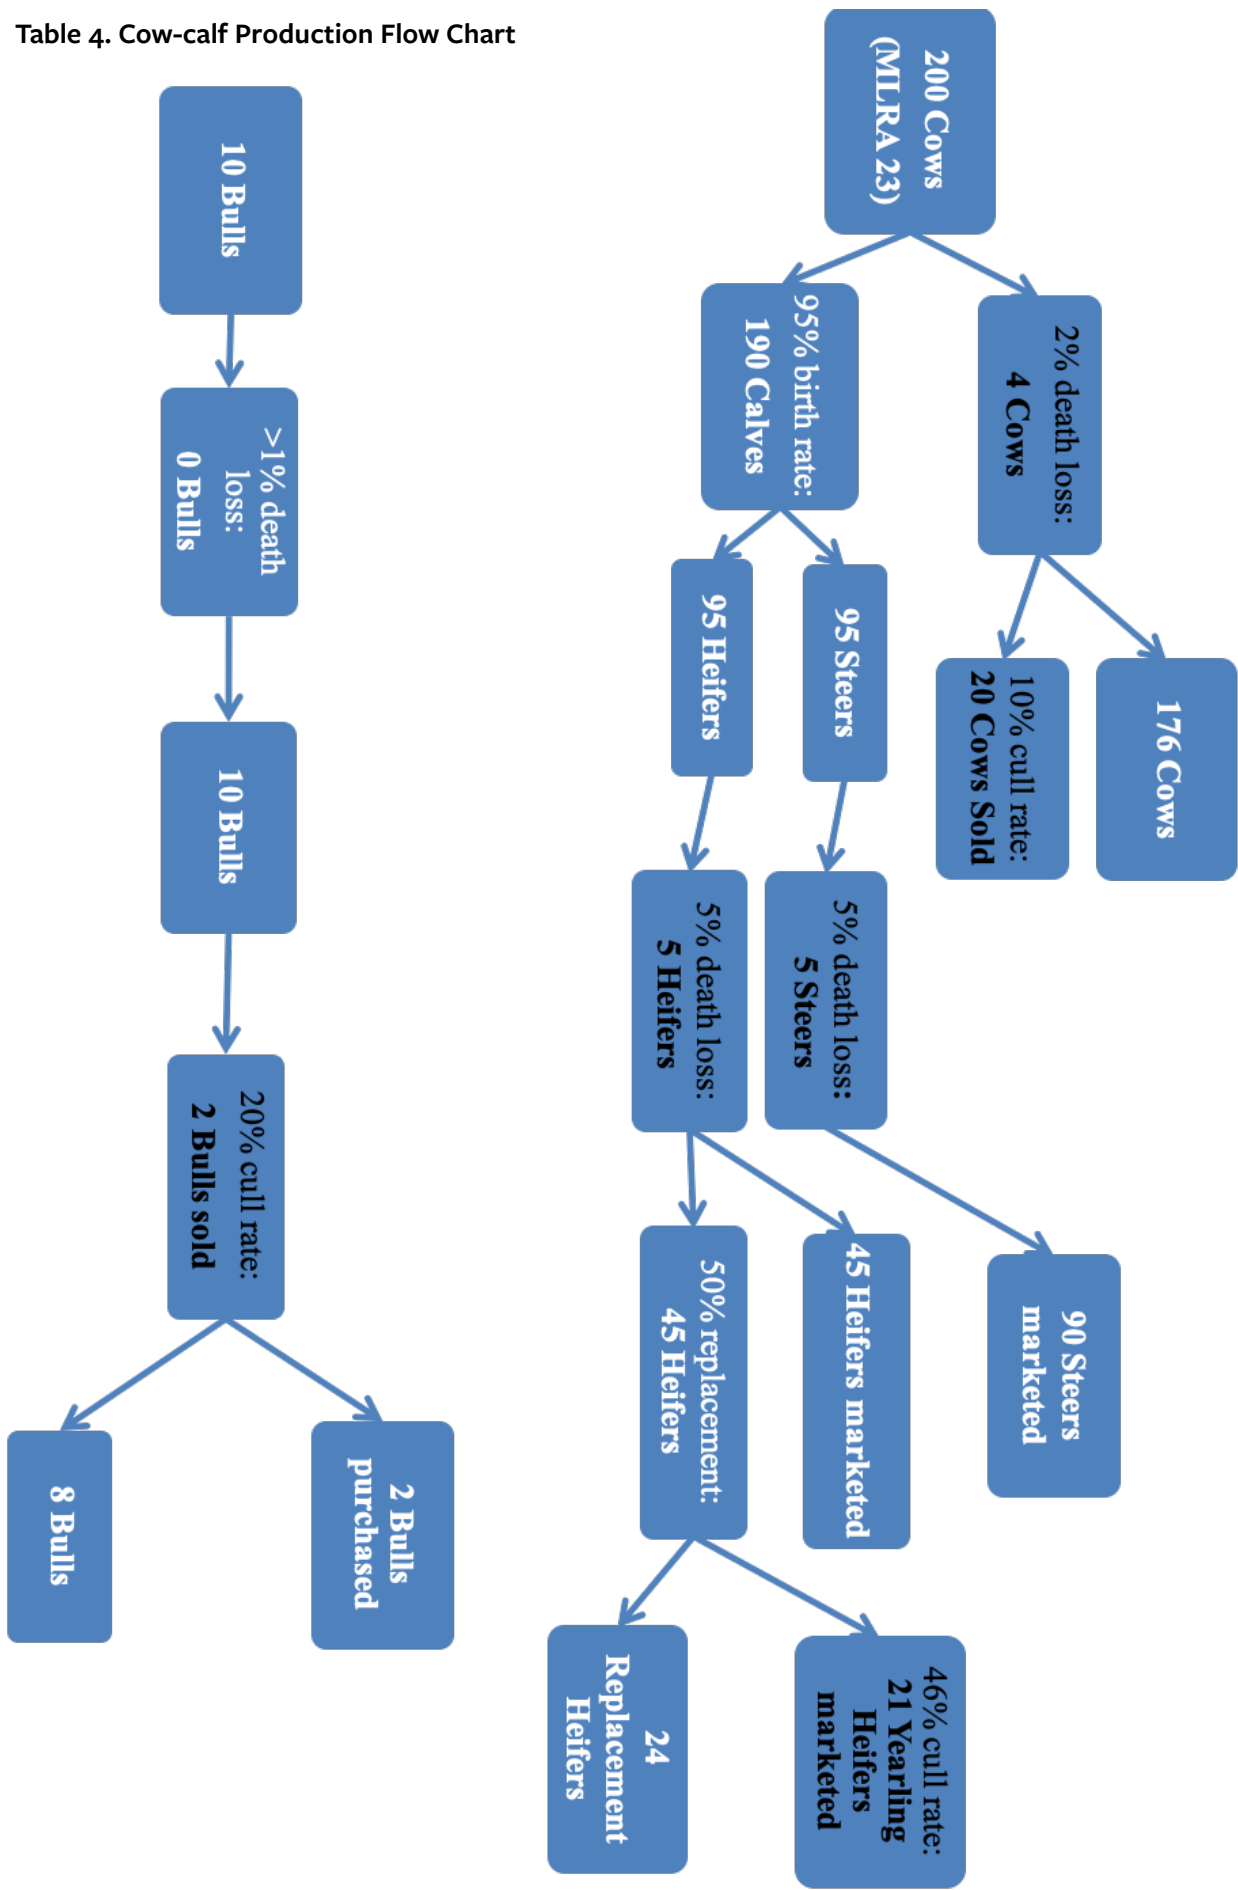 Table 4. Cow-calf Production Flow Chart
200 Cows
(MLRA 23)
2% death loss:
4 Cows
176 Cows
10% cull rate:
20 Cows Sold
95% birth rate:
190 Calves
95 Steers
5% death loss:
5 Steers
90 Steers
marketed
95 Heifers
5% death loss:
5 Heifers
45 Heifers marketed
50% replacement:
45 Heifers
46% cull rate:
21 Yearling
Heifers
marketed
24
Replacement
Heifers
10 Bulls
>1% death
loss:
0 Bulls
10 Bulls
20% cull rate:
2 Bulls sold
2 Bulls
purchased
8 Bulls